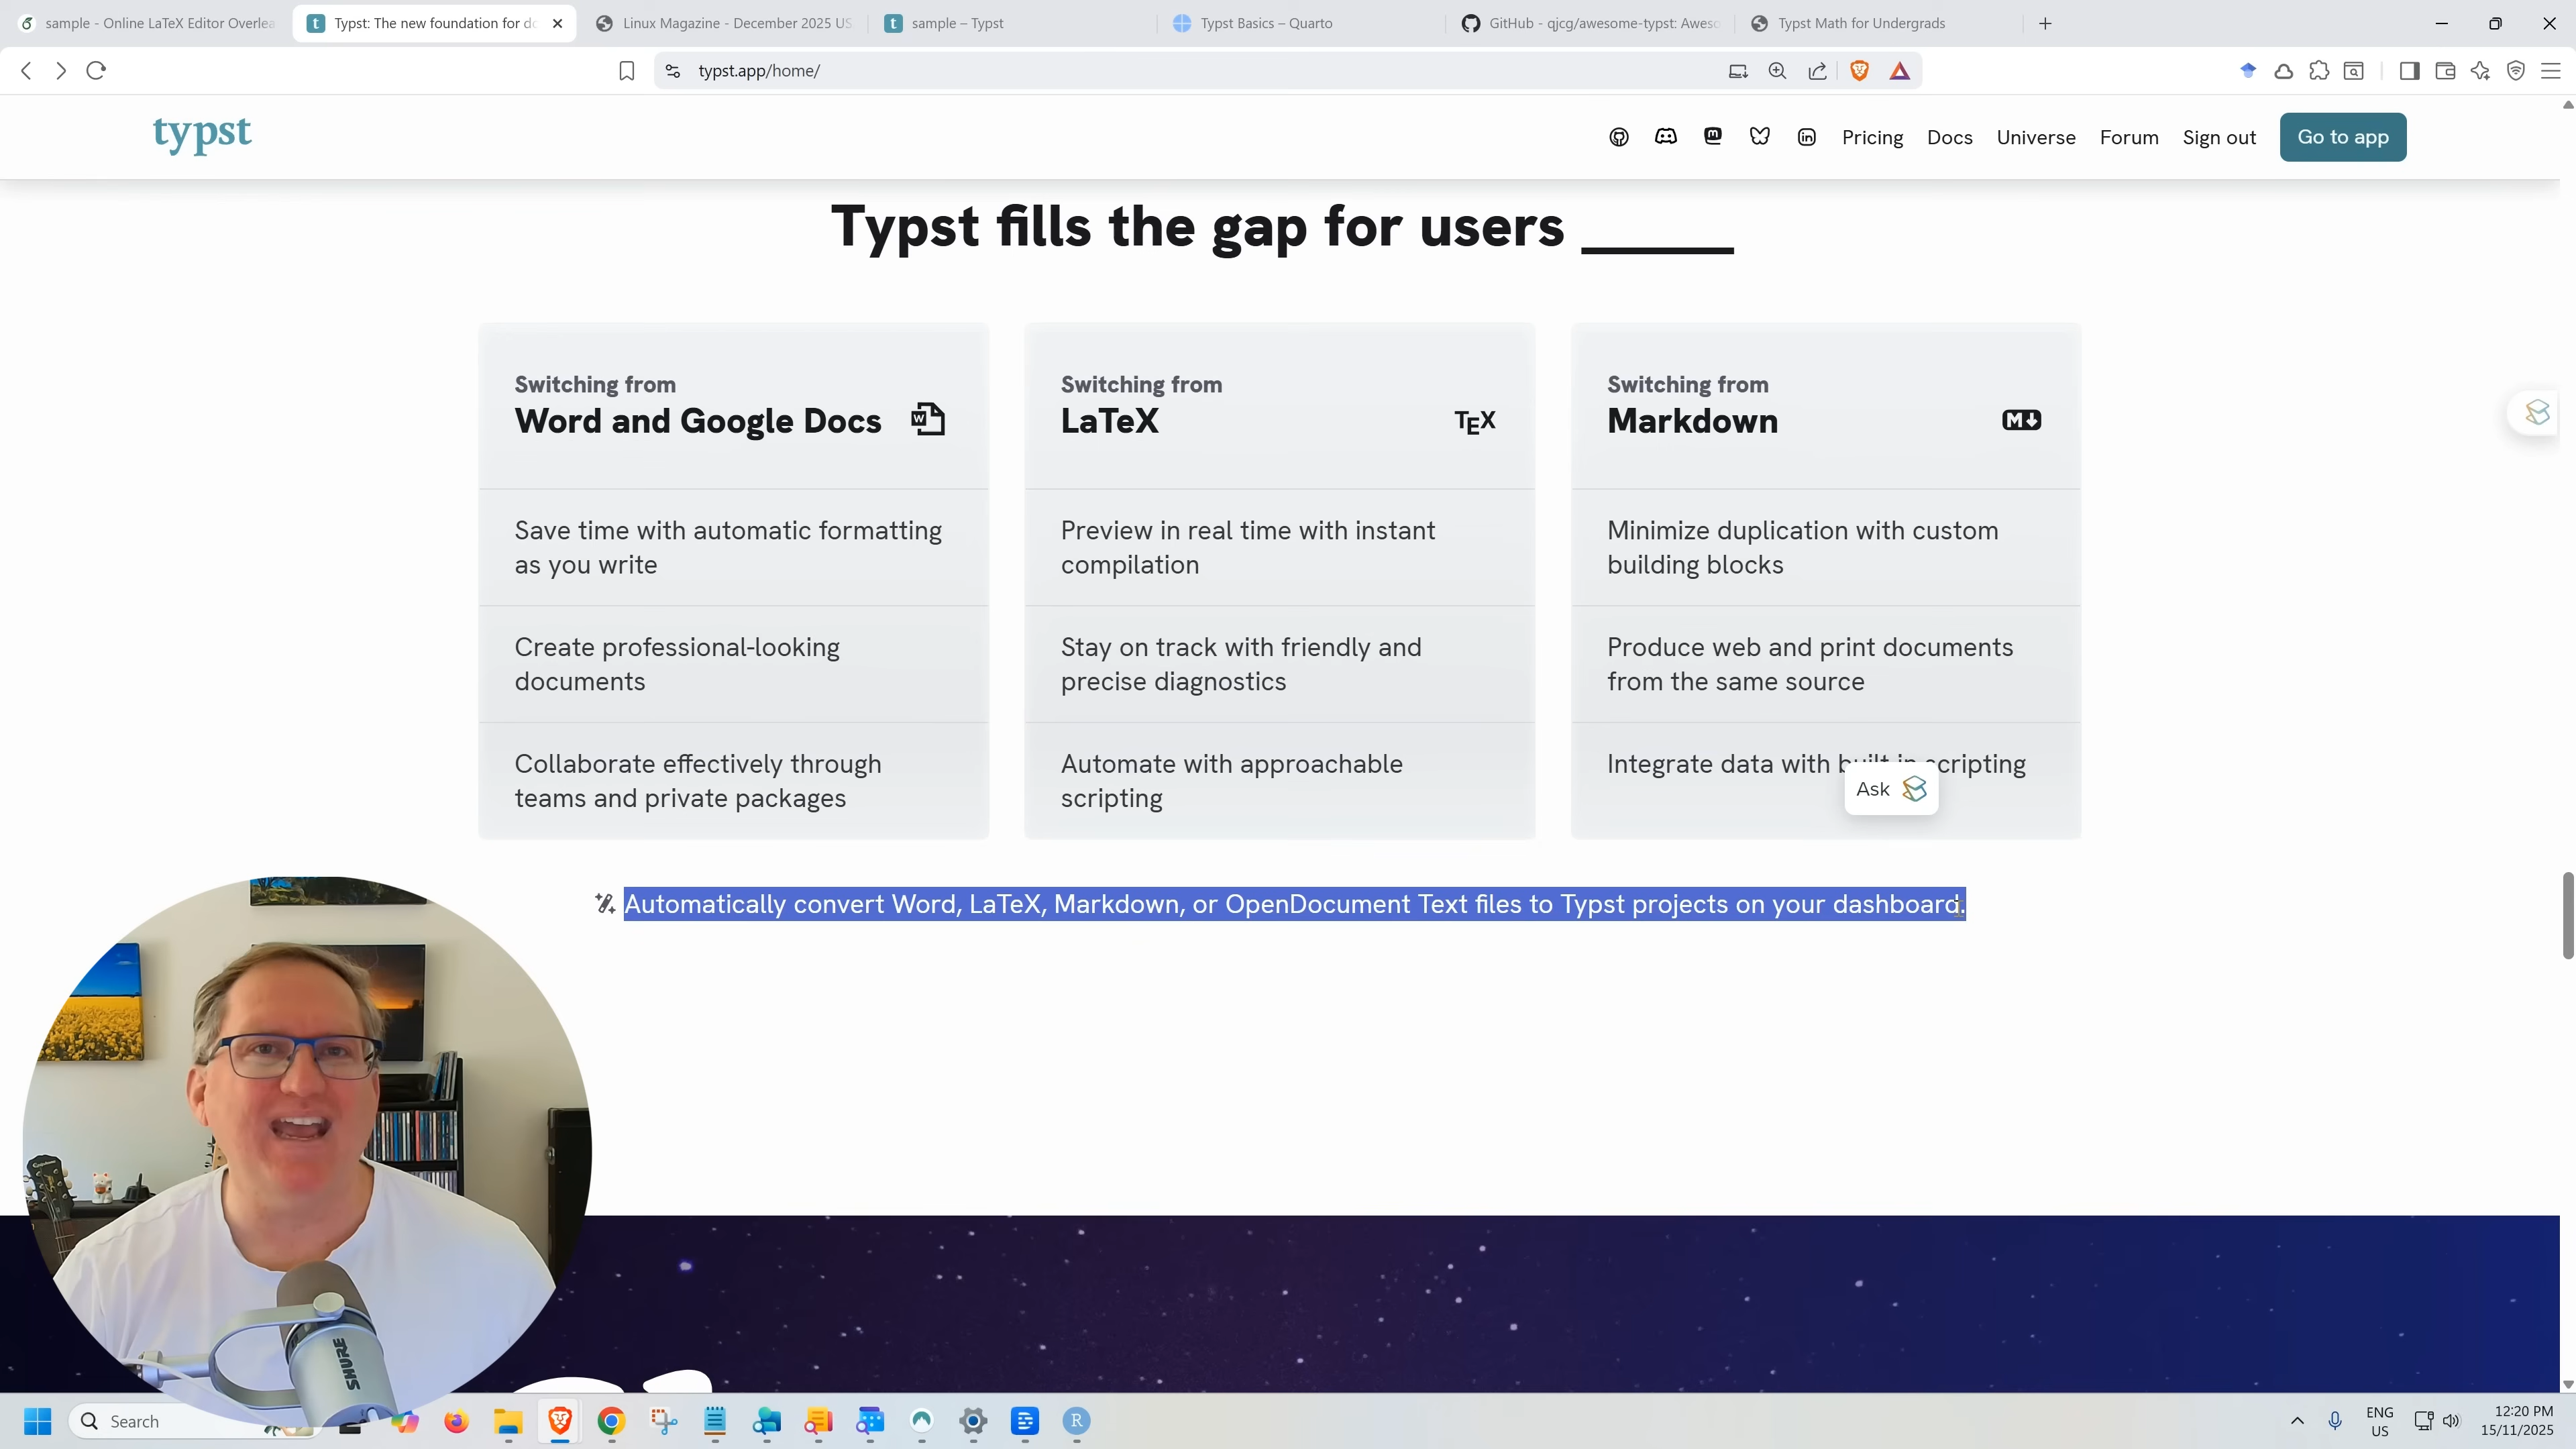 sample - Online LaTeX Editor Overlea
Typst: The new foundation for do
Linux Magazine - December 2025 US
sample – Typst
Typst Basics – Quarto
GitHub - qjcg/awesome-typst: Aweso
Typst Math for Undergrads
typst.app/home/
typst
Pricing
Docs
Universe
Forum
Sign out
Go to app
Typst fills the gap for users _____
Switching from
Word and Google Docs
Save time with automatic formatting
as you write
Create professional-looking
documents
Collaborate effectively through
teams and private packages
Switching from
LaTeX
TEX
Preview in real time with instant
compilation
Stay on track with friendly and
precise diagnostics
Automate with approachable
scripting
Switching from
Markdown
M
Minimize duplication with custom
building blocks
Produce web and print documents
from the same source
Integrate data with built-in scripting
Ask
Automatically convert Word, LaTeX, Markdown, or OpenDocument Text files to Typst projects on your dashboard.
SHURE
Search
ENG
US
12:20 PM
15/11/2025